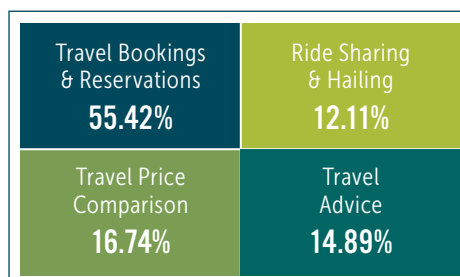 Travel Bookings
& Reservations
55.42%
Ride Sharing
& Hailing
12.11%
Travel Price
Comparison
16.74%
Travel
Advice
14.89%